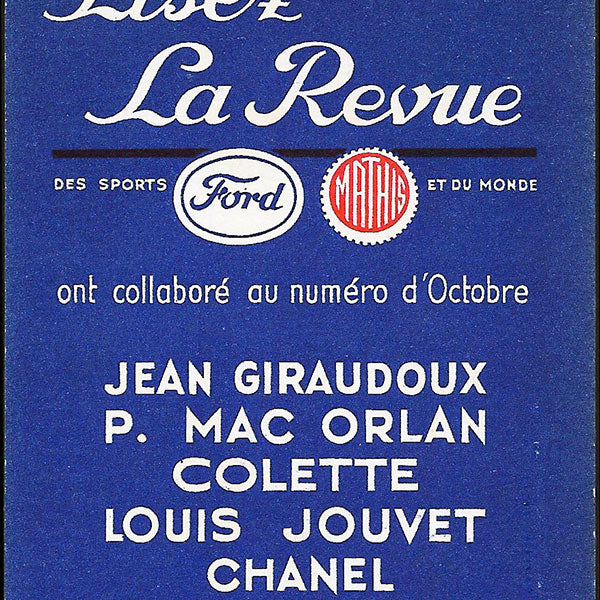 Lisez
La Revue
DES SPORTS Ford MATHIS ET DU MONDE
ont collaboré au numéro d'Octobre
JEAN GIRAUDOUX
P. MAC ORLAN
COLETTE
LOUIS JOUVET
CHANEL